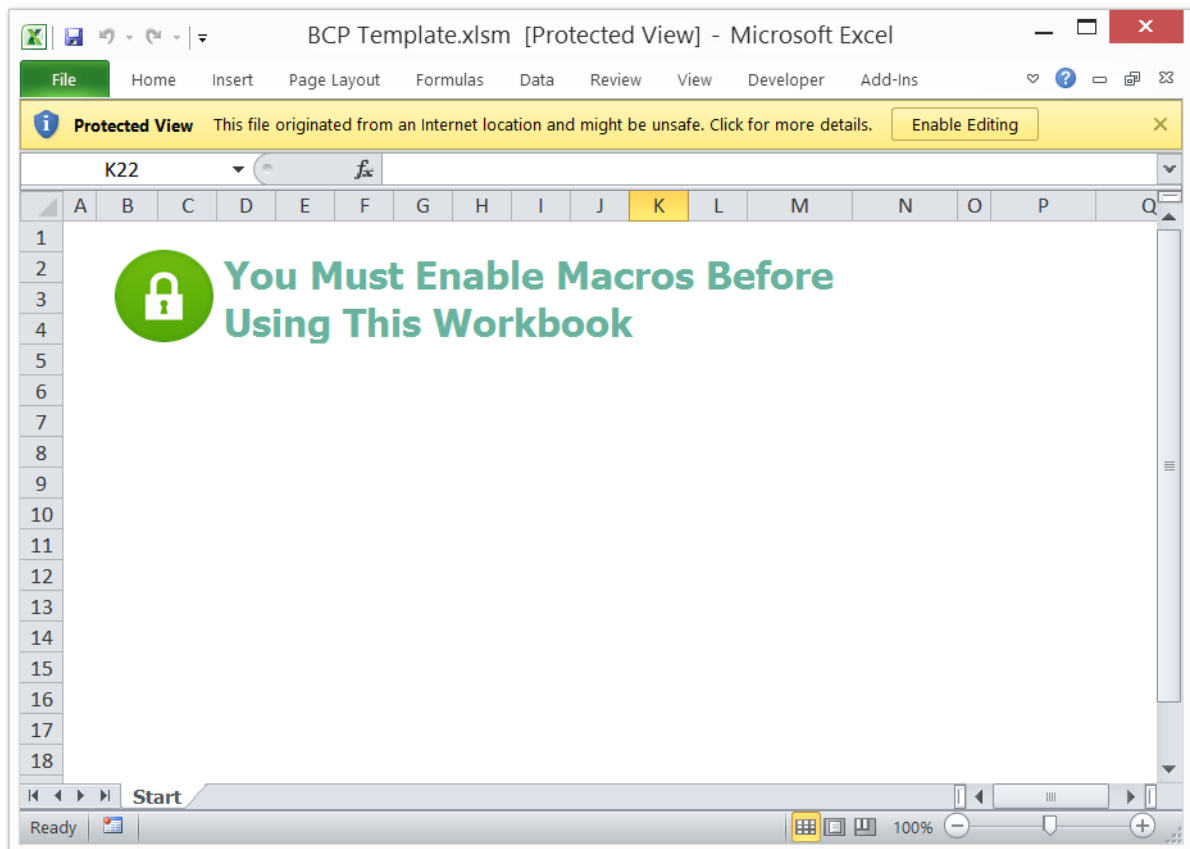 BCP Template.xlsm [Protected View] - Microsoft Excel
File Home Insert Page Layout Formulas Data Review View Developer Add-Ins
Protected View This file originated from an Internet location and might be unsafe. Click for more details. Enable Editing
K22 fx
A B C D E F G H I J K L M N O P Q
1
2
3
4
5
6
7
8
9
10
11
12
13
14
15
16
17
18
You Must Enable Macros Before
Using This Workbook
Start
Ready 100%